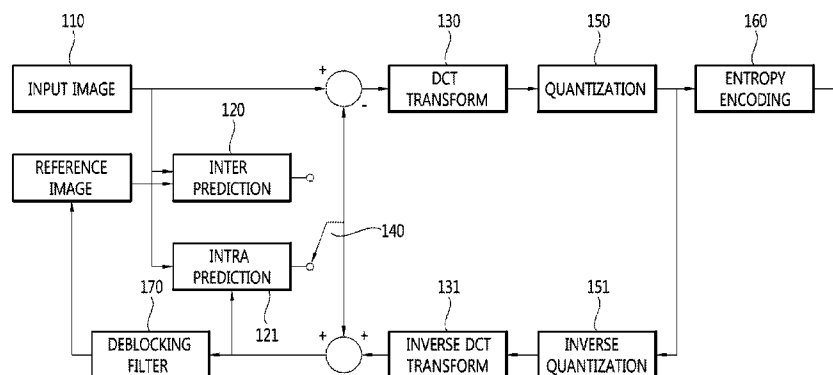 110
130
150
160
INPUT IMAGE
+
-
DCT
TRANSFORM
QUANTIZATION
ENTROPY
ENCODING
120
REFERENCE
IMAGE
INTER
PREDICTION
140
INTRA
PREDICTION
170
121
131
151
DEBLOCKING
FILTER
+
+
INVERSE DCT
TRANSFORM
INVERSE
QUANTIZATION